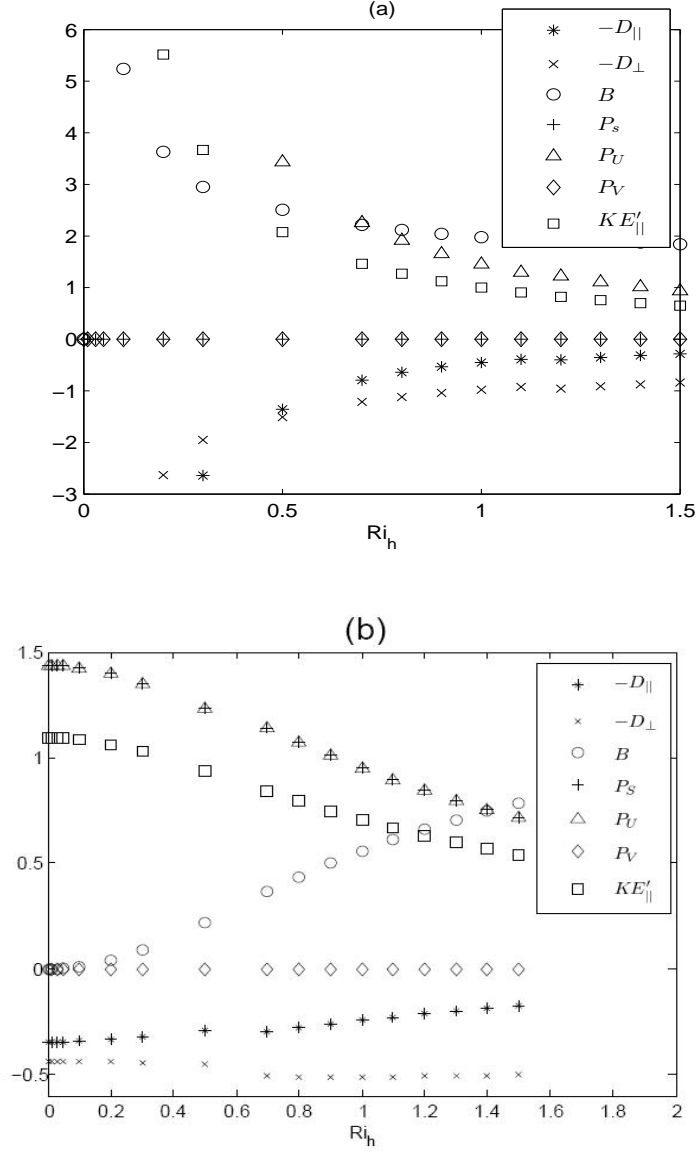 (a)
6
5
4
3
2
1
0
−1
−2
−3
0 0.5 1 1.5
Ri_h
−D_||
−D_⊥
B
P_s
P_U
P_V
KE′_||
(b)
1.5
1
0.5
0
−0.5
0 0.2 0.4 0.6 0.8 1 1.2 1.4 1.6 1.8 2
Ri_h
−D_||
−D_⊥
B
P_S
P_U
P_V
KE′_||